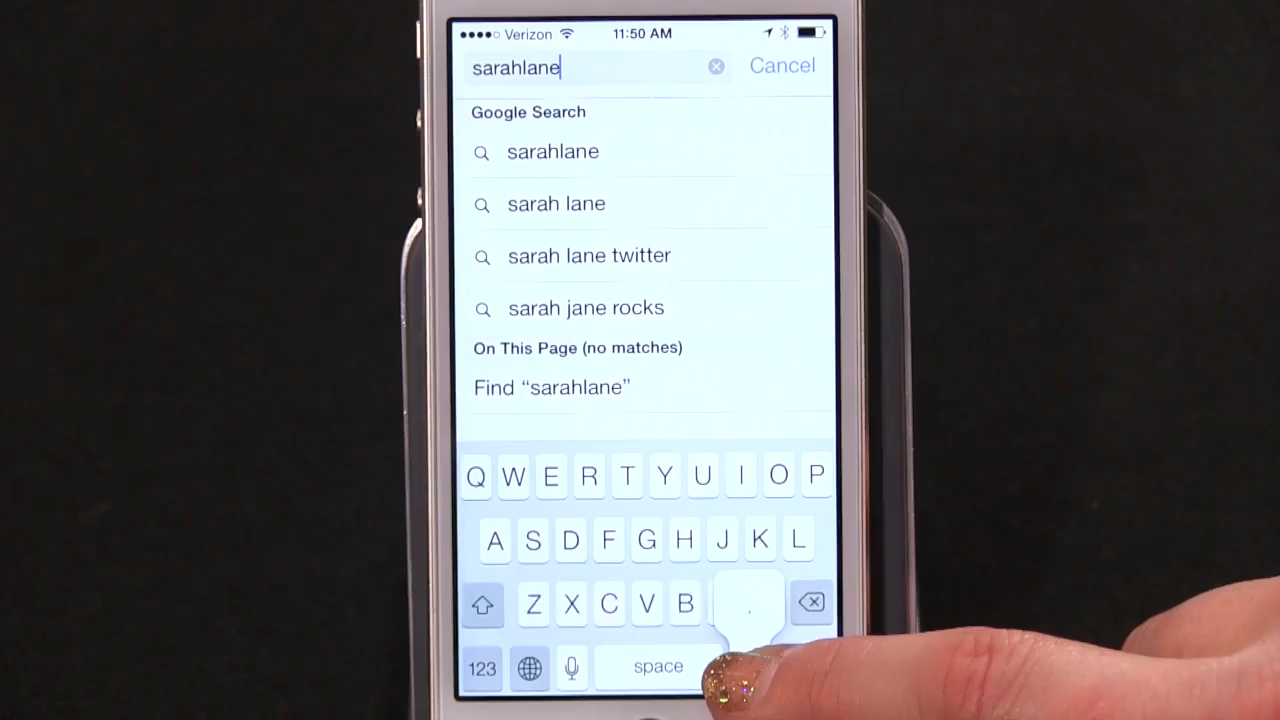 Verizon 11:50 AM
sarahlane Cancel
Google Search
sarahlane
sarah lane
sarah lane twitter
sarah jane rocks
On This Page (no matches)
Find “sarahlane”
Q W E R T Y U I O P
A S D F G H J K L
Z X C V B .
123 space